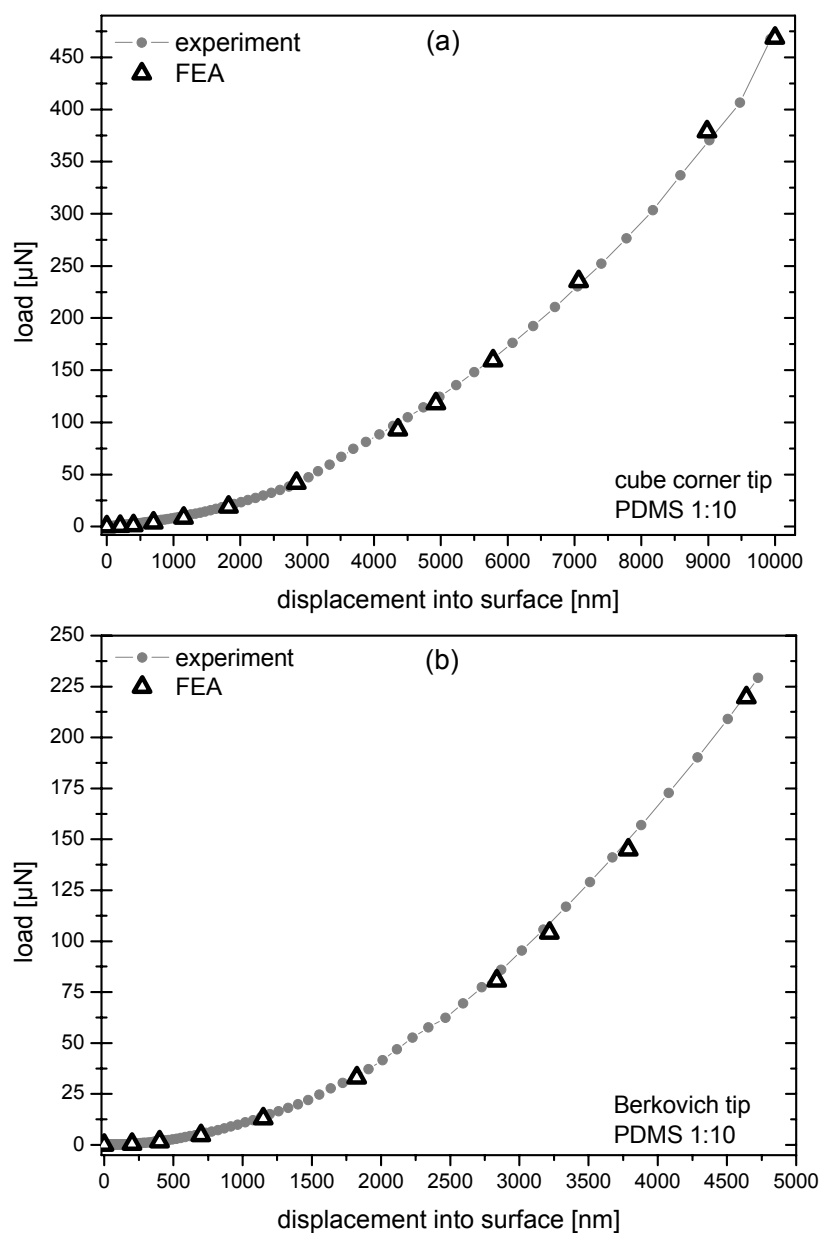 (a)
experiment
FEA
450
400
350
300
250
200
150
100
50
0
load [µN]
cube corner tip
PDMS 1:10
0 1000 2000 3000 4000 5000 6000 7000 8000 9000 10000
displacement into surface [nm]
(b)
experiment
FEA
250
225
200
175
150
125
100
75
50
25
0
load [µN]
Berkovich tip
PDMS 1:10
0 500 1000 1500 2000 2500 3000 3500 4000 4500 5000
displacement into surface [nm]